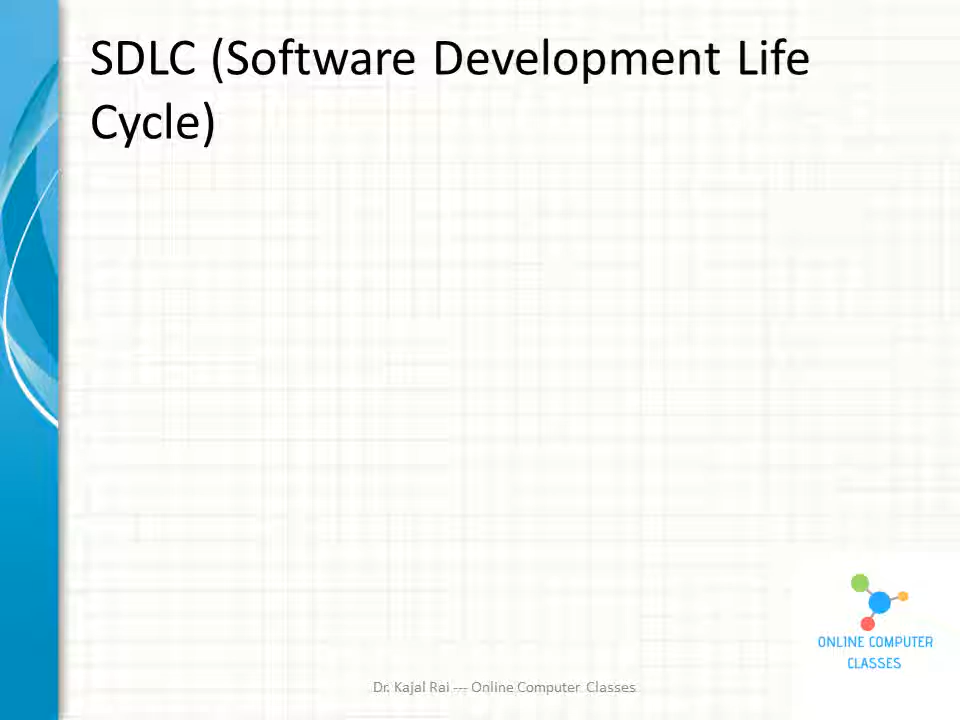 SDLC (Software Development Life
Cycle)
ONLINE COMPUTER
CLASSES
Dr. Kajal Rai --- Online Computer Classes